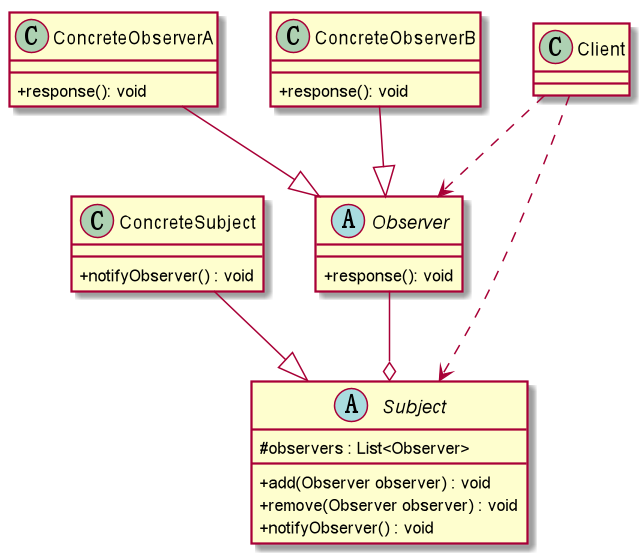 C ConcreteObserverA
+response(): void
C ConcreteObserverB
+response(): void
C Client
C ConcreteSubject
+notifyObserver() : void
A Observer
+response(): void
A Subject
#observers : List<Observer>
+add(Observer observer) : void
+remove(Observer observer) : void
+notifyObserver() : void